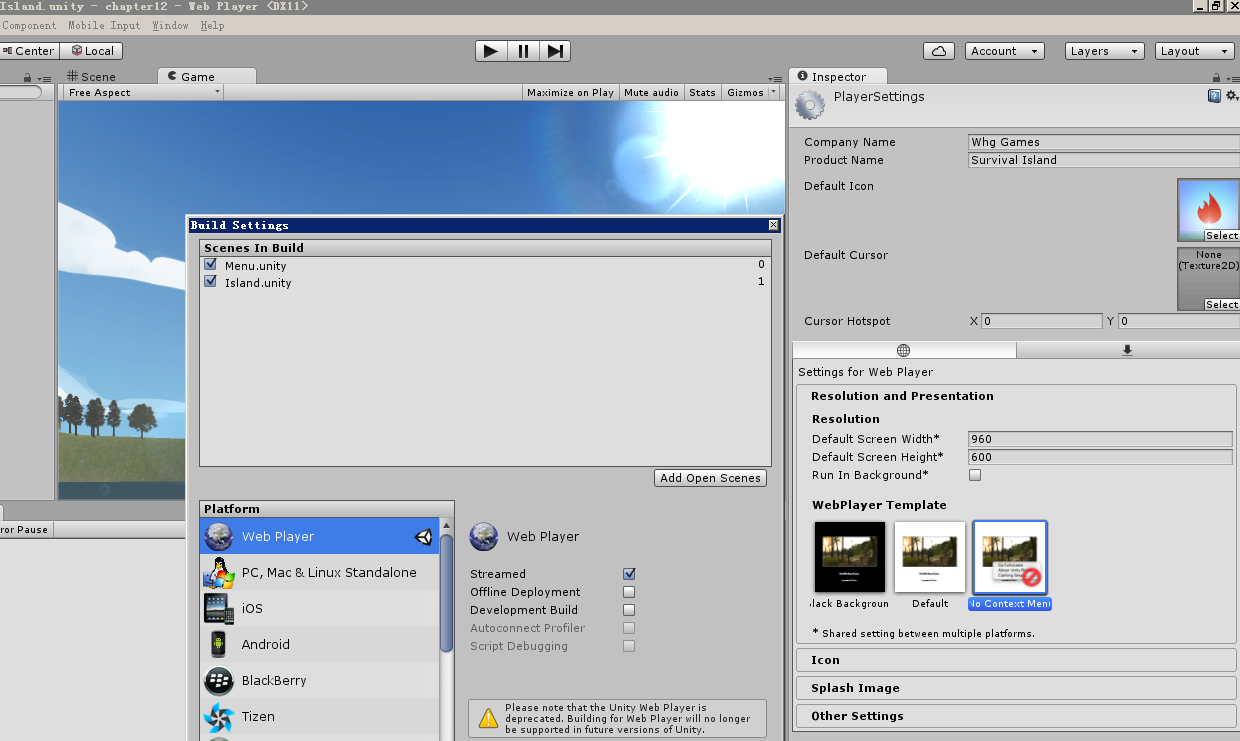 Island.unity - chapter12 - Web Player <DX11>
Component Mobile Input Window Help
Center Local Account Layers Layout
Scene Game
Free Aspect Maximize on Play Mute audio Stats Gizmos
Build Settings
Scenes In Build
Menu.unity 0
Island.unity 1
Add Open Scenes
Platform
Web Player
PC, Mac & Linux Standalone
iOS
Android
BlackBerry
Tizen
Web Player
Streamed
Offline Deployment
Development Build
Autoconnect Profiler
Script Debugging
Please note that the Unity Web Player is
deprecated. Building for Web Player will no longer
be supported in future versions of Unity.
ror Pause
Inspector
PlayerSettings
Company Name Whg Games
Product Name Survival Island
Default Icon
Select
Default Cursor
None
(Texture2D)
Select
Cursor Hotspot X 0 Y 0
Settings for Web Player
Resolution and Presentation
Resolution
Default Screen Width* 960
Default Screen Height* 600
Run In Background*
WebPlayer Template
lack Backgroun Default No Context Menu
* Shared setting between multiple platforms.
Icon
Splash Image
Other Settings